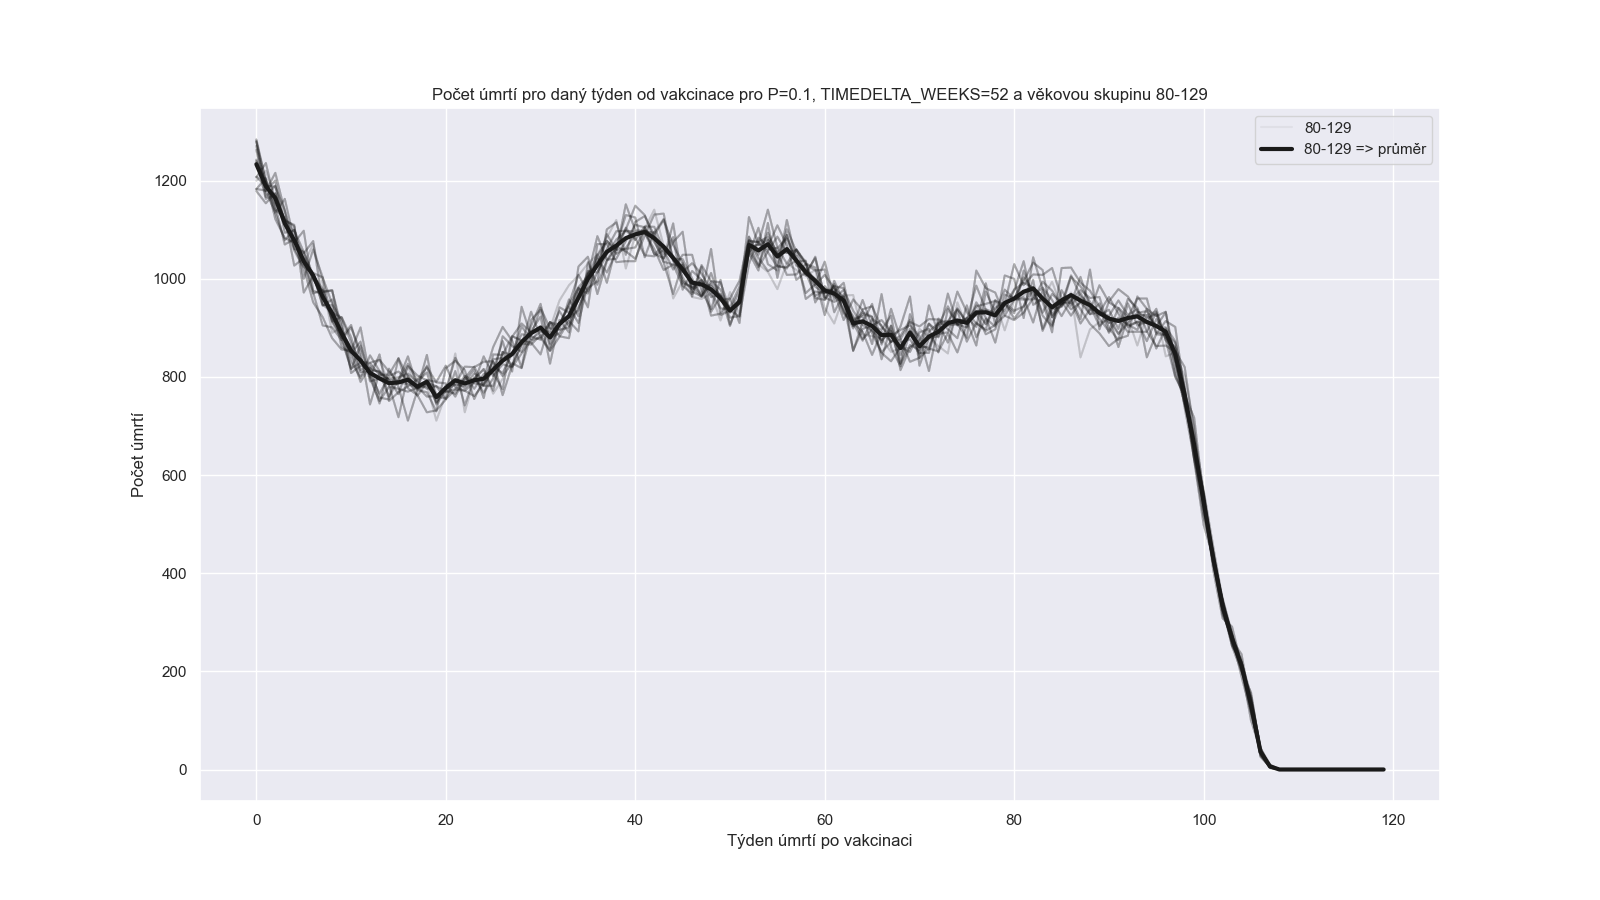 Počet úmrtí pro daný týden od vakcinace pro P=0.1, TIMEDELTA_WEEKS=52 a věkovou skupinu 80-129
80-129
80-129 => průměr
1200
1000
800
600
400
200
0
Počet úmrtí
0 20 40 60 80 100 120
Týden úmrtí po vakcinaci